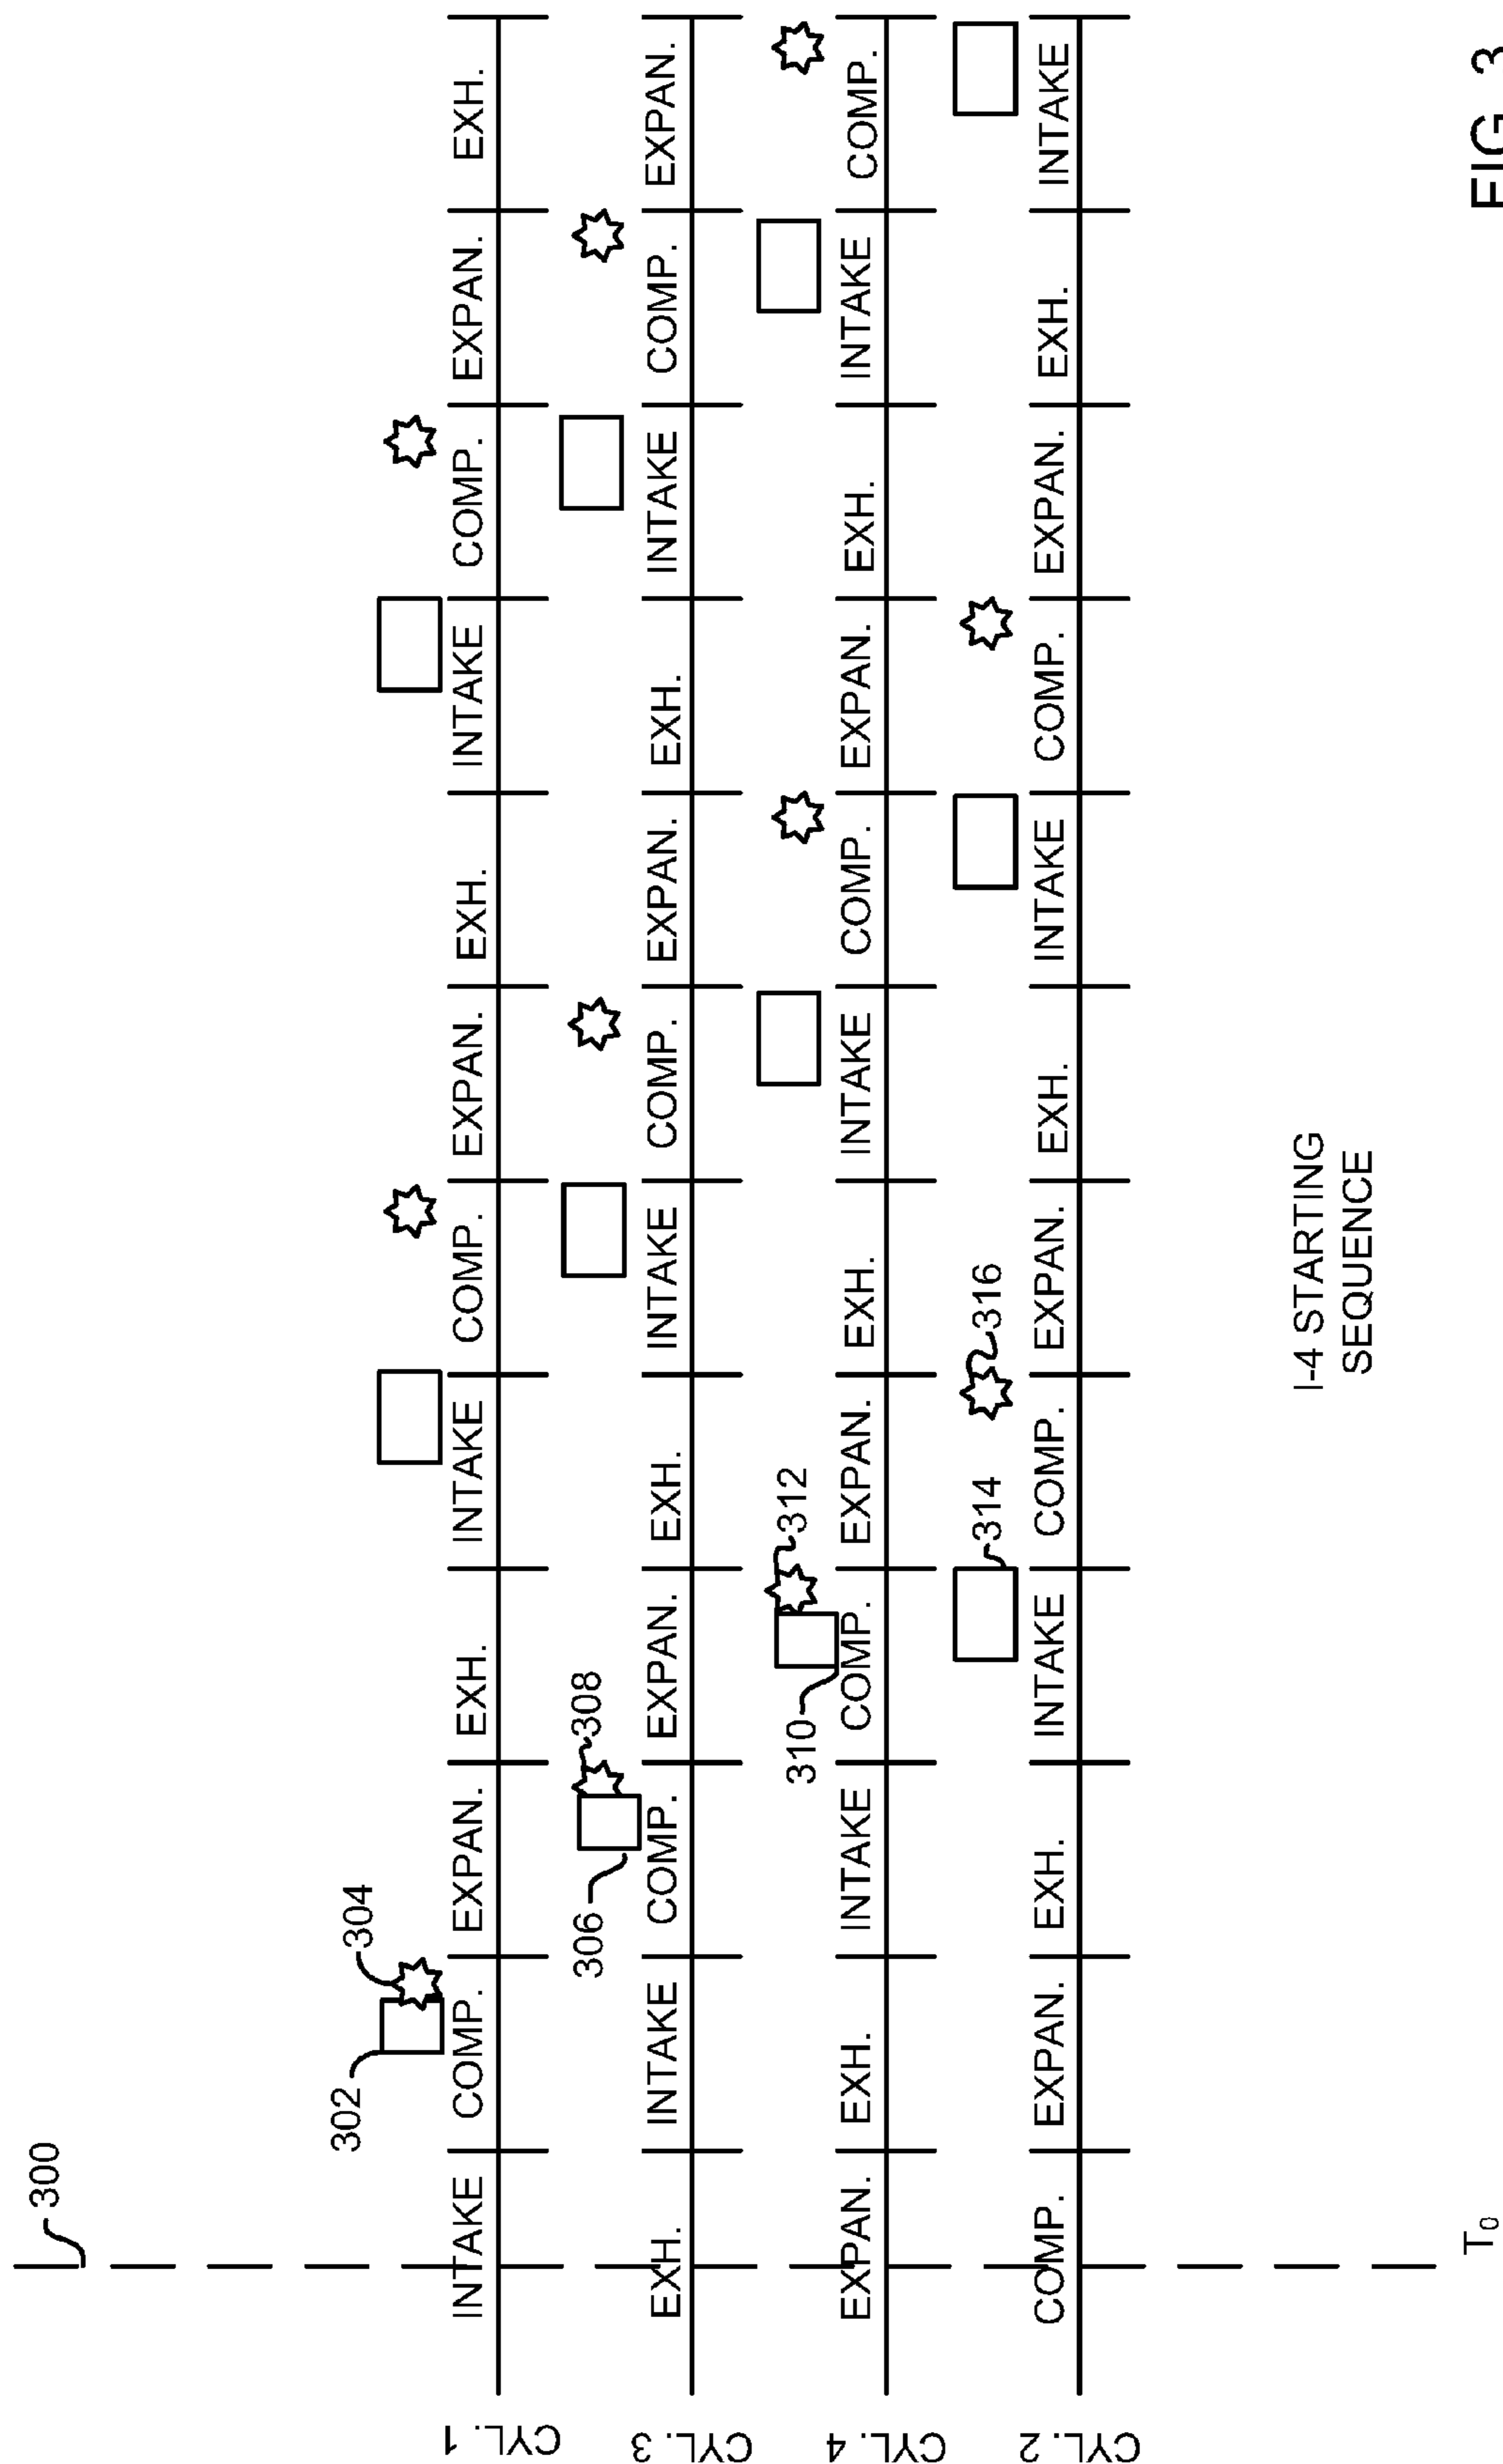 300
302 304
CYL. 1 INTAKE COMP. EXPAN. EXH. INTAKE COMP. EXPAN. EXH. INTAKE COMP. EXPAN. EXH.
306 308
CYL. 3 EXH. INTAKE COMP. EXPAN. EXH. INTAKE COMP. EXPAN. EXH. INTAKE COMP. EXPAN.
310 312
CYL. 4 EXPAN. EXH. INTAKE COMP. EXPAN. EXH. INTAKE COMP. EXPAN. EXH. INTAKE COMP.
314 316
CYL. 2 COMP. EXPAN. EXH. INTAKE COMP. EXPAN. EXH. INTAKE COMP. EXPAN. EXH. INTAKE
I-4 STARTING
SEQUENCE
T₀
FIG. 3